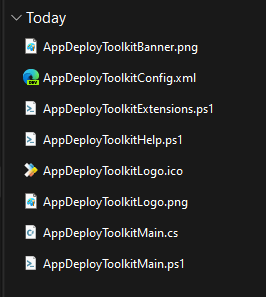 Today
AppDeployToolkitBanner.png
AppDeployToolkitConfig.xml
AppDeployToolkitExtensions.ps1
AppDeployToolkitHelp.ps1
AppDeployToolkitLogo.ico
AppDeployToolkitLogo.png
AppDeployToolkitMain.cs
AppDeployToolkitMain.ps1